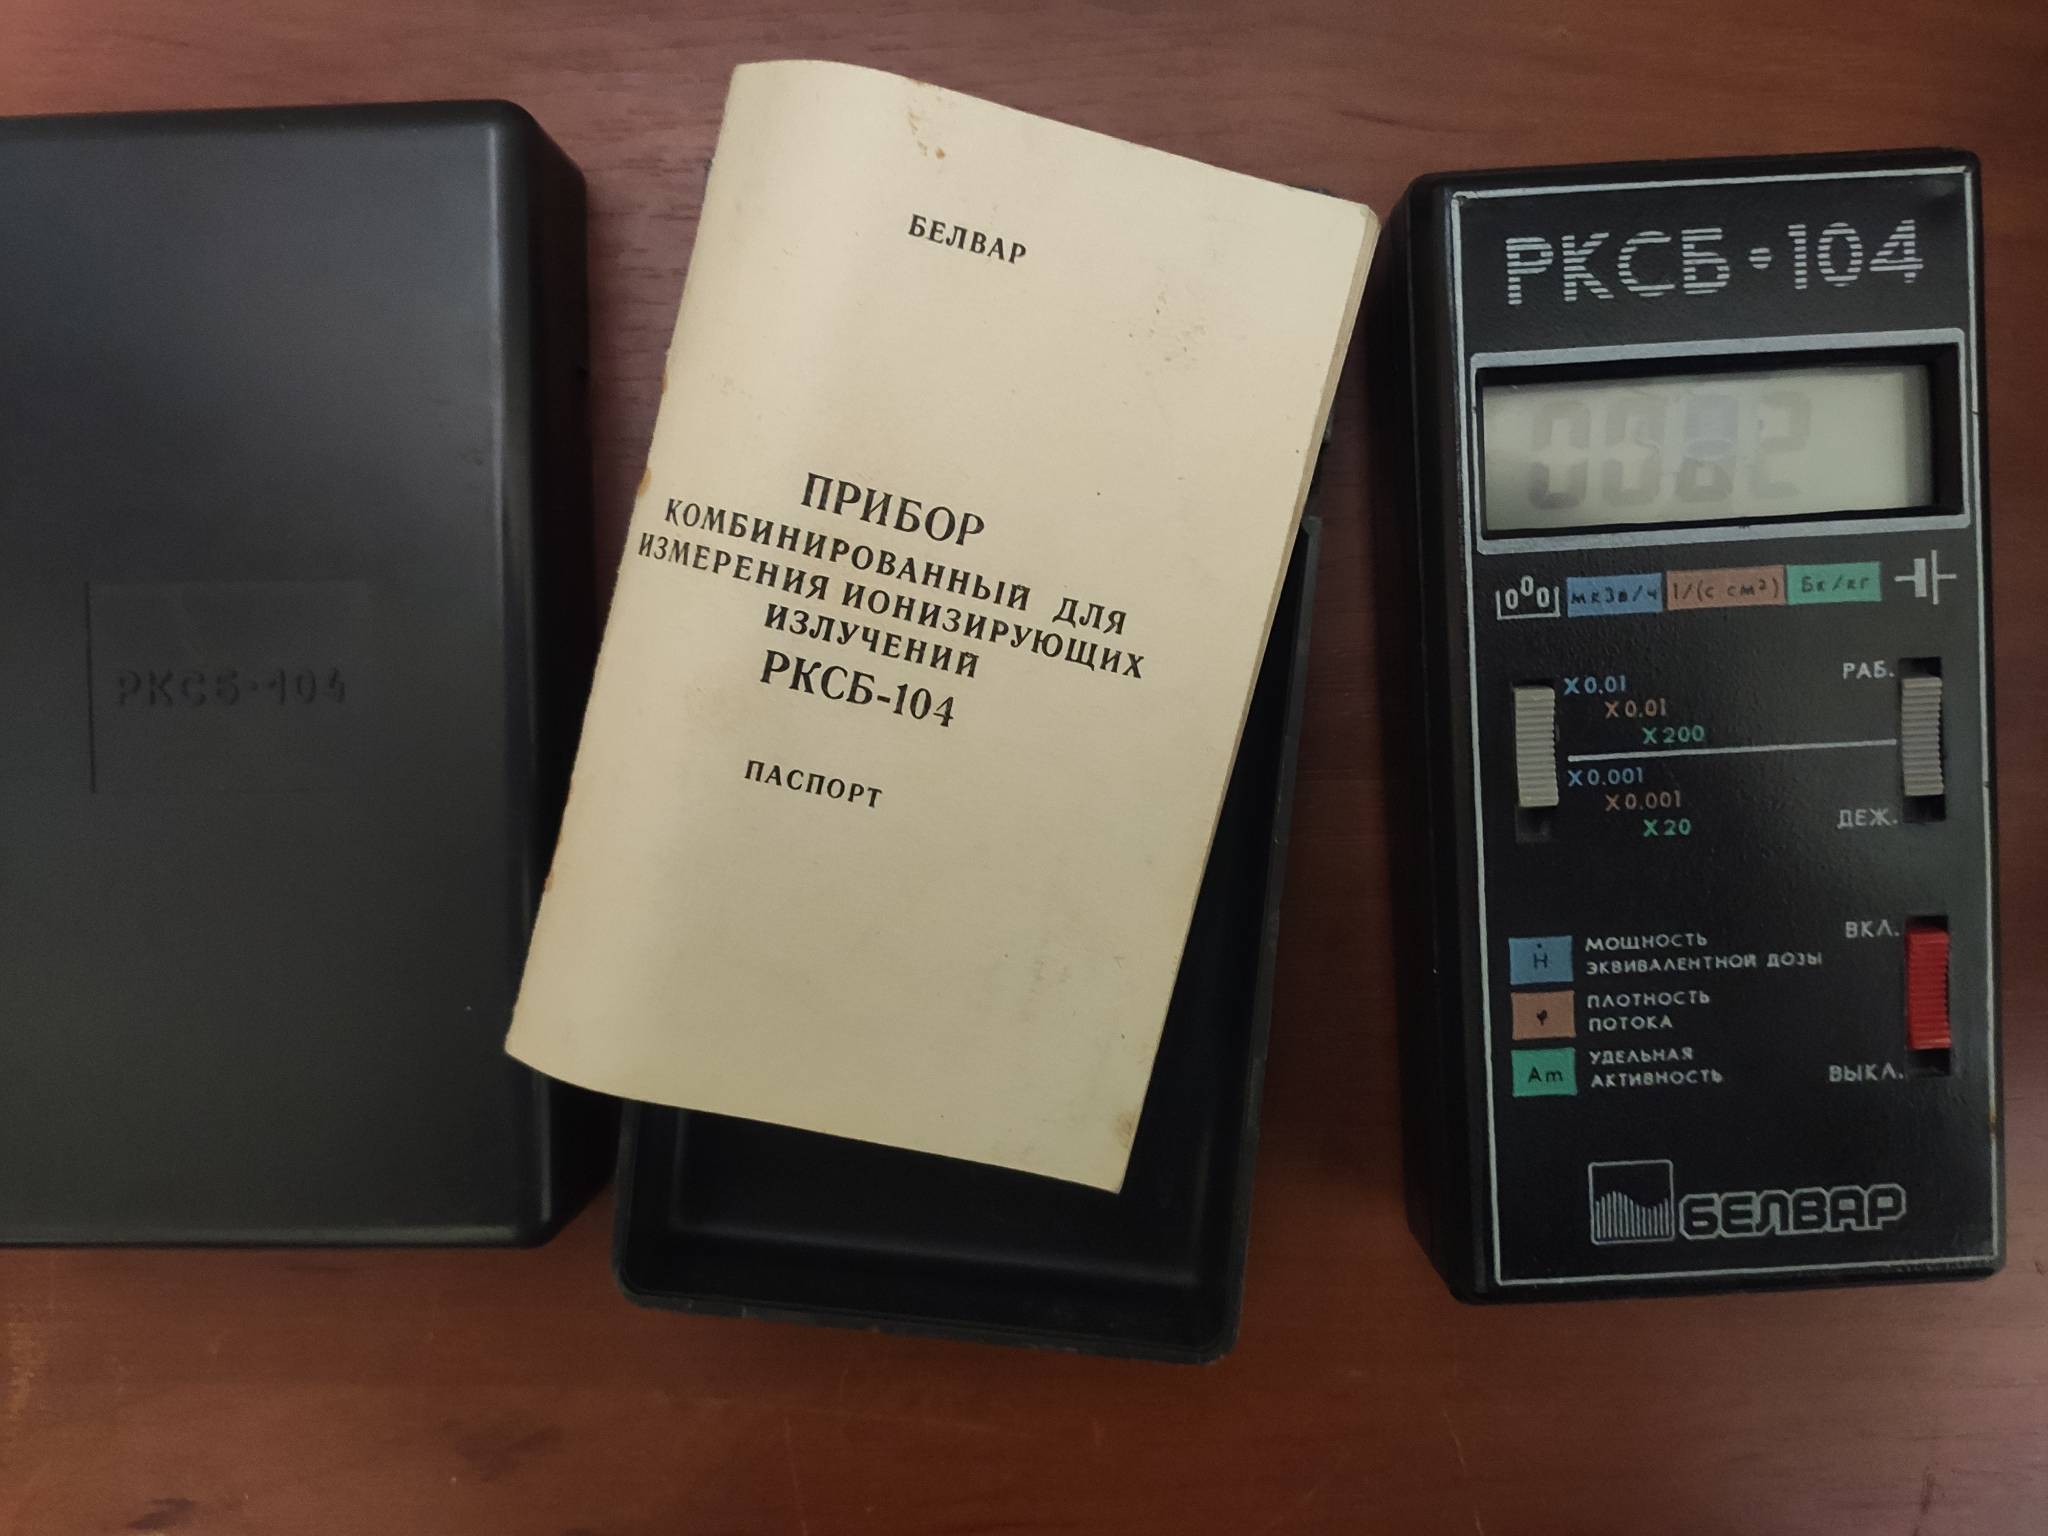 РКСБ·104
БЕЛВАР
ПРИБОР
КОМБИНИРОВАННЫЙ ДЛЯ
ИЗМЕРЕНИЯ ИОНИЗИРУЮЩИХ
ИЗЛУЧЕНИЙ
РКСБ-104
ПАСПОРТ
РКСБ·104
0082
000 мкЗв/ч 1/(с см²) Бк/кг
РАБ.
X0.01
X0.01
X200
X0.001
X0.001
X20
ДЕЖ.
ВКЛ.
Ḣ МОЩНОСТЬ
ЭКВИВАЛЕНТНОЙ ДОЗЫ
φ ПЛОТНОСТЬ
ПОТОКА
Am УДЕЛЬНАЯ
АКТИВНОСТЬ
ВЫКЛ.
БЕЛВАР